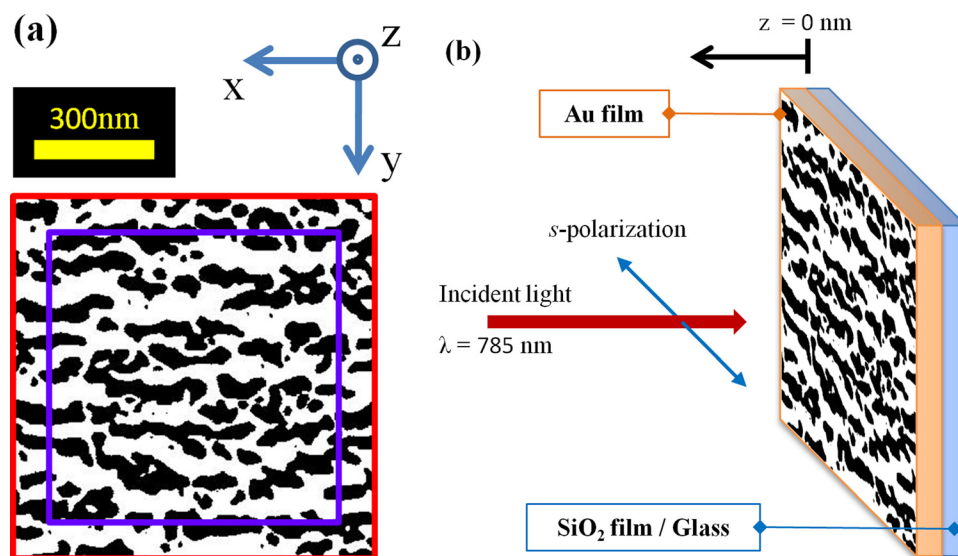 (a)
z
x
y
300nm
(b)
z = 0 nm
Au film
s-polarization
Incident light
λ = 785 nm
SiO₂ film / Glass